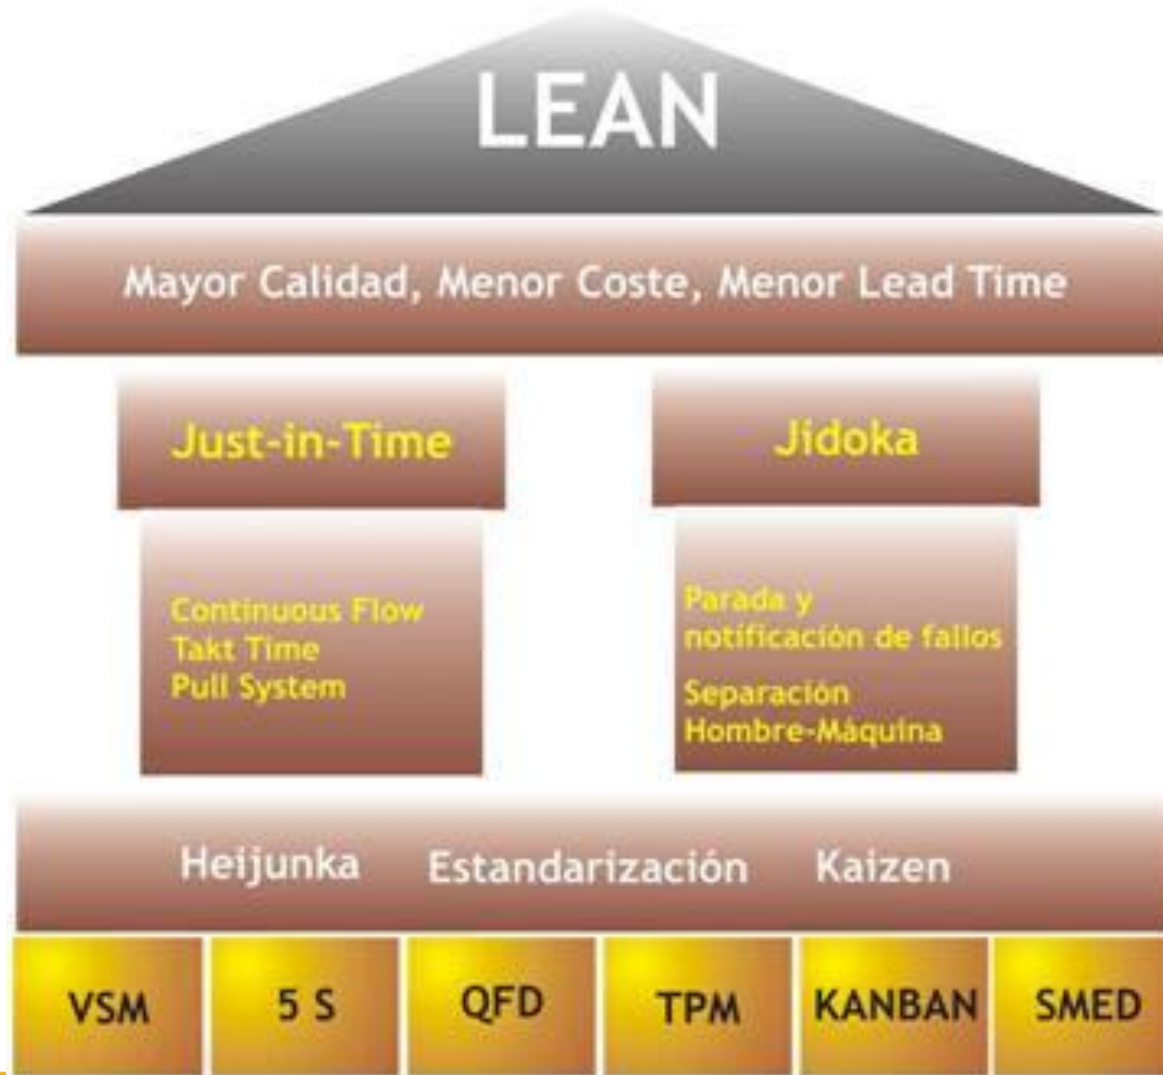 LEAN
Mayor Calidad, Menor Coste, Menor Lead Time
Just-in-Time
Continuous Flow
Takt Time
Pull System
Jidoka
Parada y
notificación de fallos
Separación
Hombre-Máquina
Heijunka Estandarización Kaizen
VSM 5 S QFD TPM KANBAN SMED